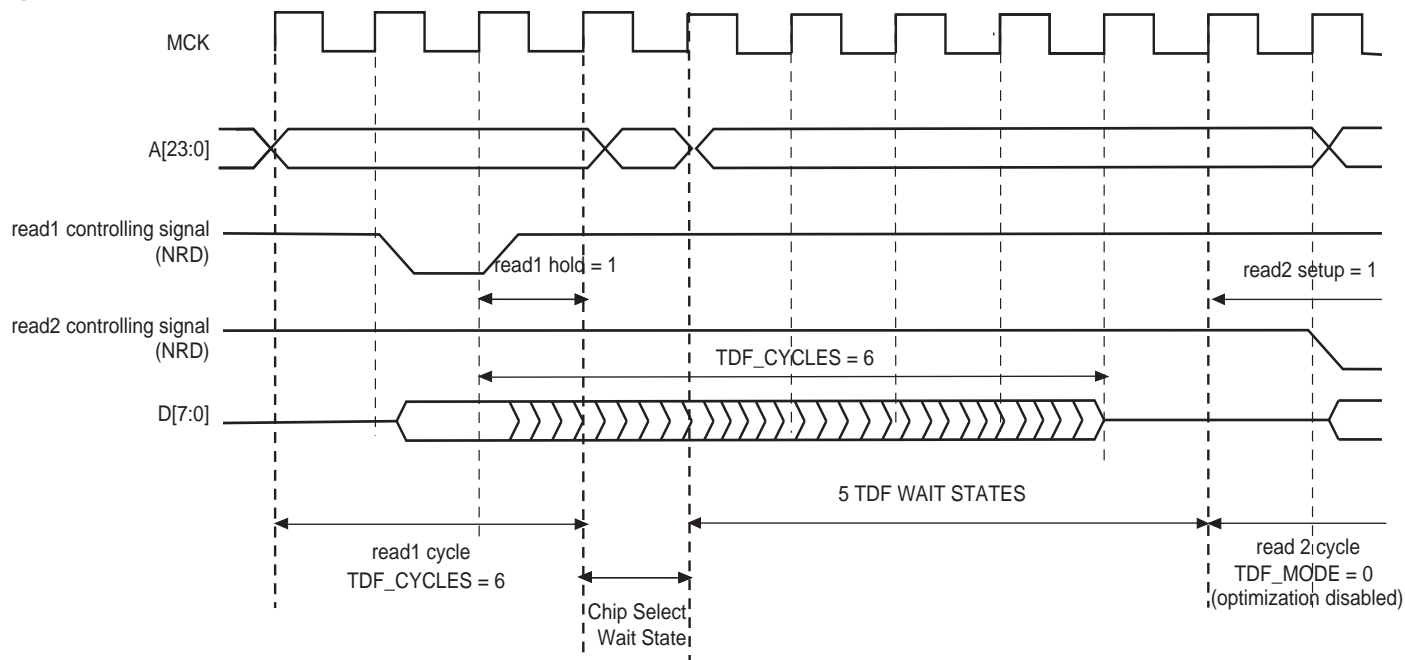 MCK
A[23:0]
read1 controlling signal
(NRD)
read1 hold = 1
read2 setup = 1
read2 controlling signal
(NRD)
TDF_CYCLES = 6
D[7:0]
5 TDF WAIT STATES
read1 cycle
TDF_CYCLES = 6
Chip Select
Wait State
read 2 cycle
TDF_MODE = 0
(optimization disabled)